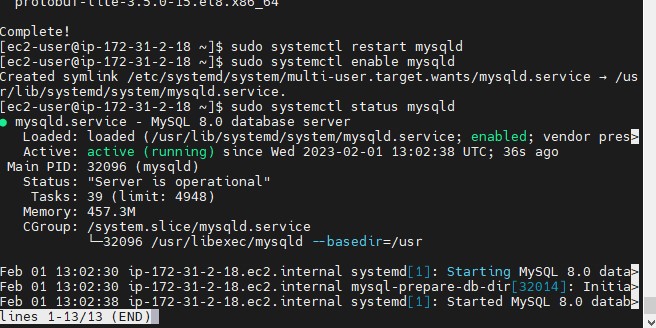 protobuf-lite-3.5.0-15.el8.x86_64
Complete!
[ec2-user@ip-172-31-2-18 ~]$ sudo systemctl restart mysqld
[ec2-user@ip-172-31-2-18 ~]$ sudo systemctl enable mysqld
Created symlink /etc/systemd/system/multi-user.target.wants/mysqld.service → /us
r/lib/systemd/system/mysqld.service.
[ec2-user@ip-172-31-2-18 ~]$ sudo systemctl status mysqld
● mysqld.service - MySQL 8.0 database server
Loaded: loaded (/usr/lib/systemd/system/mysqld.service; enabled; vendor pres>
Active: active (running) since Wed 2023-02-01 13:02:38 UTC; 36s ago
Main PID: 32096 (mysqld)
Status: "Server is operational"
Tasks: 39 (limit: 4948)
Memory: 457.3M
CGroup: /system.slice/mysqld.service
└─32096 /usr/libexec/mysqld --basedir=/usr
Feb 01 13:02:30 ip-172-31-2-18.ec2.internal systemd[1]: Starting MySQL 8.0 data>
Feb 01 13:02:30 ip-172-31-2-18.ec2.internal mysql-prepare-db-dir[32014]: Initia>
Feb 01 13:02:38 ip-172-31-2-18.ec2.internal systemd[1]: Started MySQL 8.0 datab>
lines 1-13/13 (END)